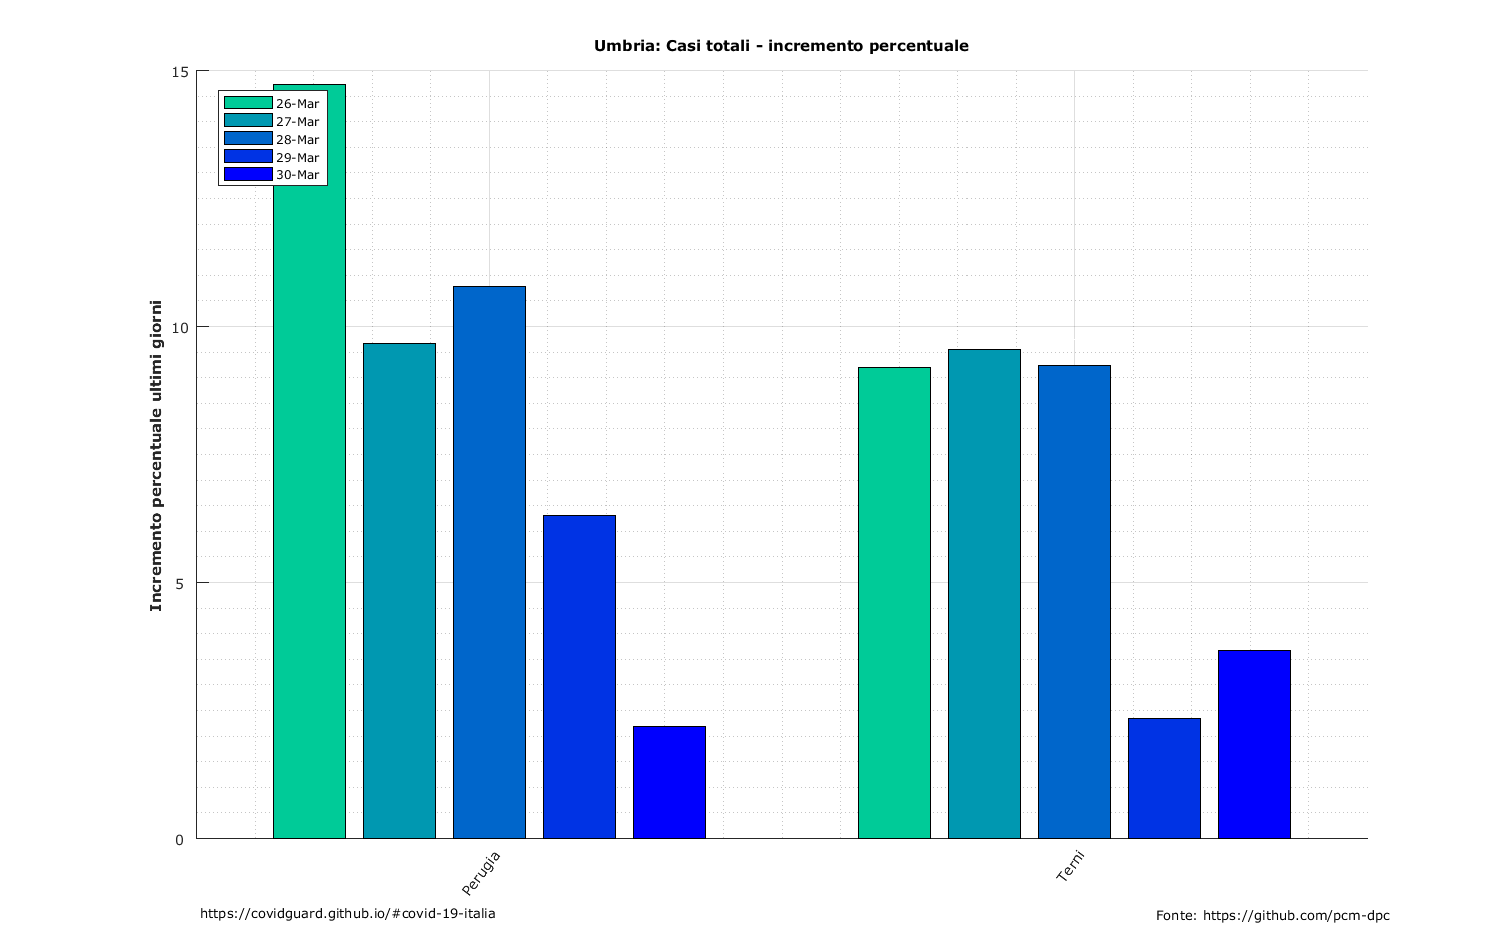 Umbria: Casi totali - incremento percentuale
15
10
5
0
Incremento percentuale ultimi giorni
26-Mar
27-Mar
28-Mar
29-Mar
30-Mar
Perugia
Terni
https://covidguard.github.io/#covid-19-italia
Fonte: https://github.com/pcm-dpc